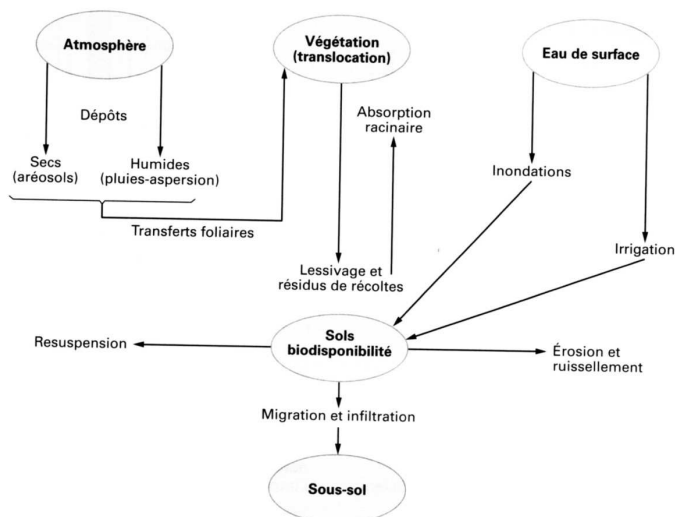 Atmosphère
Végétation
(translocation)
Eau de surface
Dépôts
Absorption
racinaire
Secs
(aréosols)
Humides
(pluies-aspersion)
Inondations
Transferts foliaires
Irrigation
Lessivage et
résidus de récoltes
Sols
biodisponibilité
Resuspension
Érosion et
ruissellement
Migration et infiltration
Sous-sol